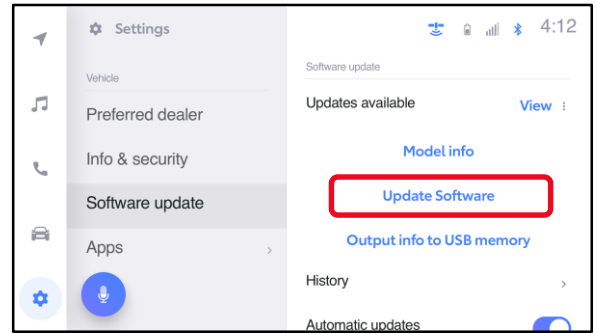 Settings
4:12
Vehicle
Preferred dealer
Info & security
Software update
Apps
Software update
Updates available
View
Model info
Update Software
Output info to USB memory
History
Automatic updates